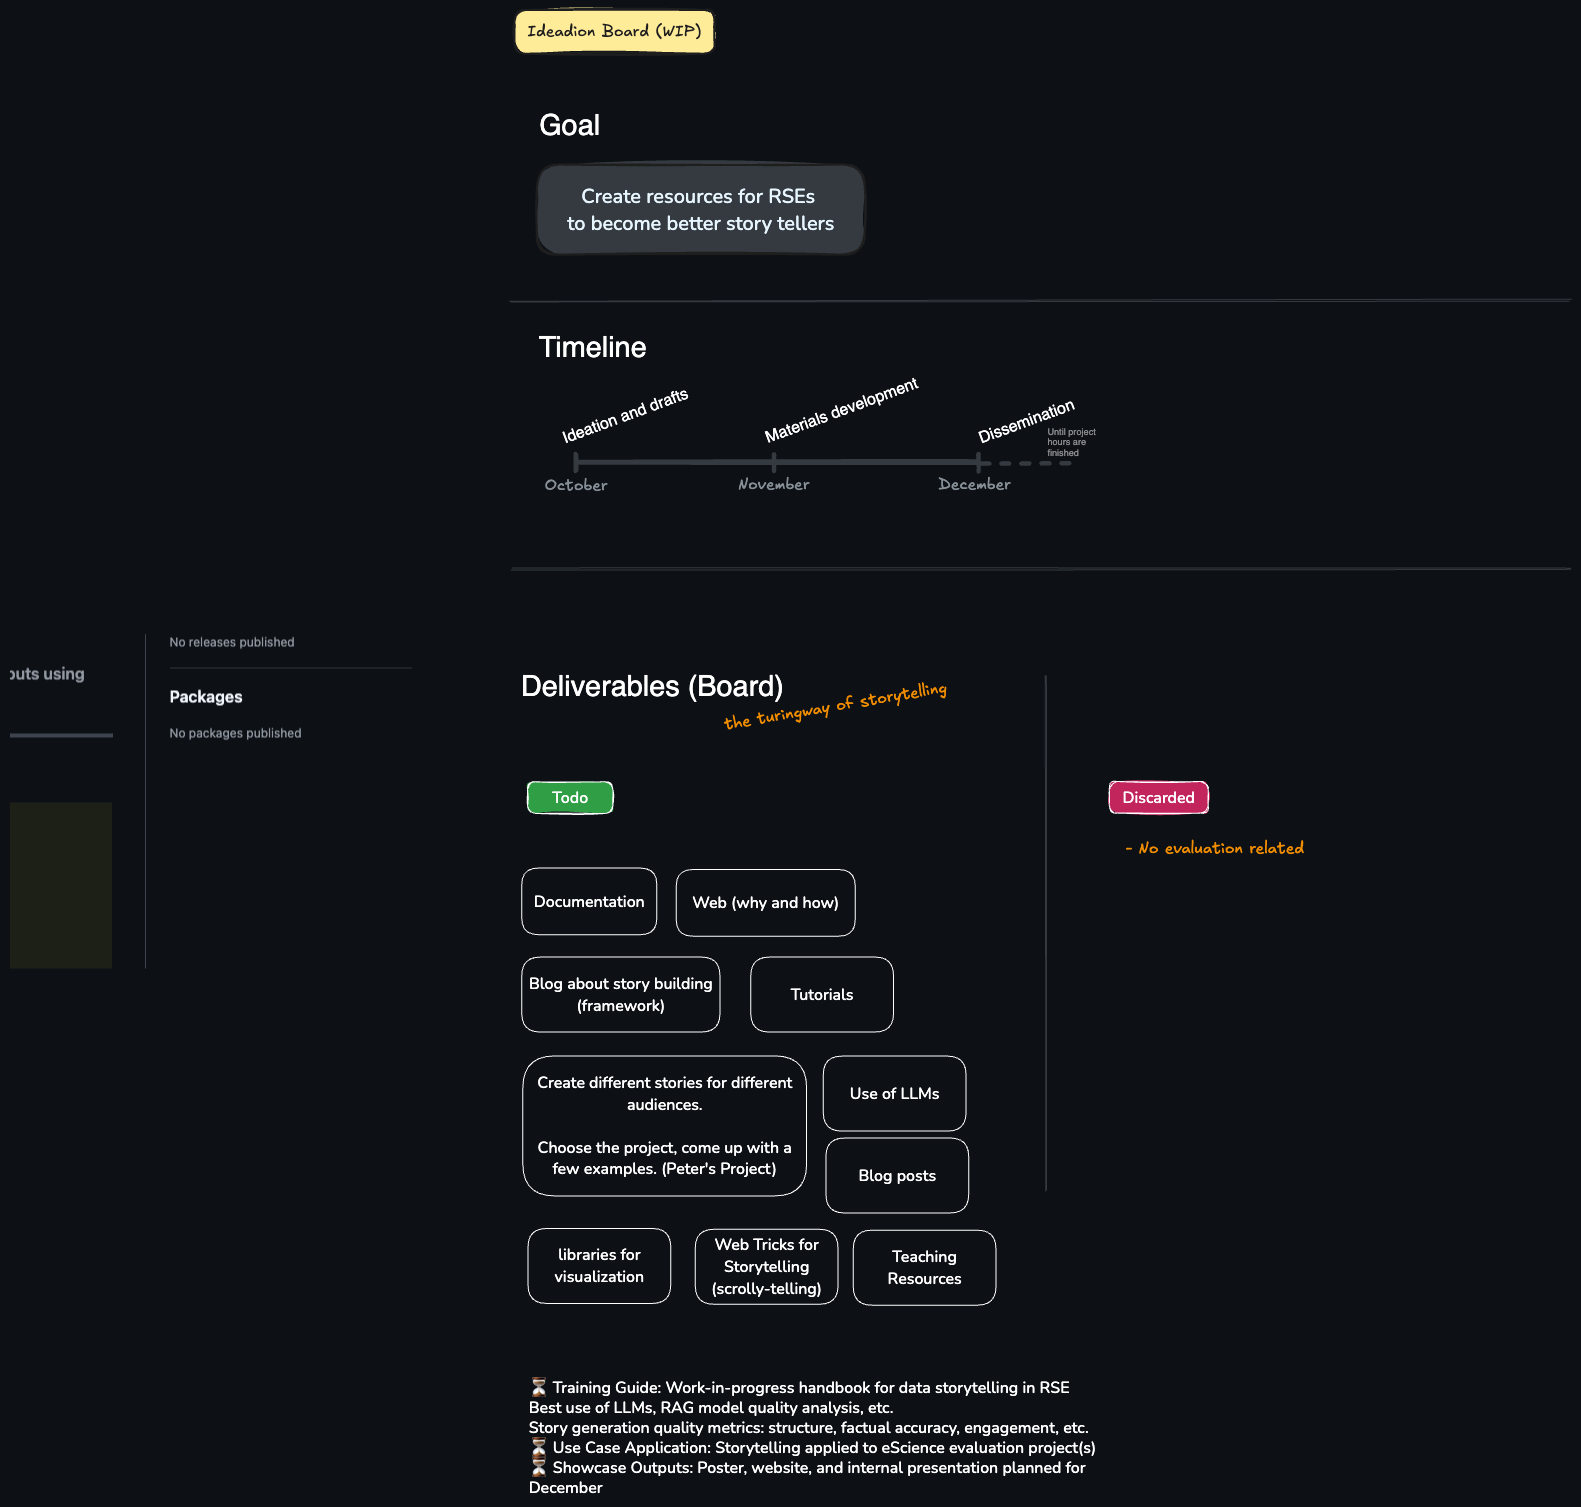 Ideadion Board (WIP)
Goal
Create resources for RSEs
to become better story tellers
Timeline
Ideation and drafts
Materials development
Dissemination
Until project
hours are
finished
October
November
December
No releases published
outs using
Packages
No packages published
Deliverables (Board)
the turingway of storytelling
Todo
Discarded
- No evaluation related
Documentation
Web (why and how)
Blog about story building
(framework)
Tutorials
Create different stories for different
audiences.
Choose the project, come up with a
few examples. (Peter's Project)
Use of LLMs
Blog posts
libraries for
visualization
Web Tricks for
Storytelling
(scrolly-telling)
Teaching
Resources
⏳ Training Guide: Work-in-progress handbook for data storytelling in RSE
Best use of LLMs, RAG model quality analysis, etc.
Story generation quality metrics: structure, factual accuracy, engagement, etc.
⏳ Use Case Application: Storytelling applied to eScience evaluation project(s)
⏳ Showcase Outputs: Poster, website, and internal presentation planned for
December